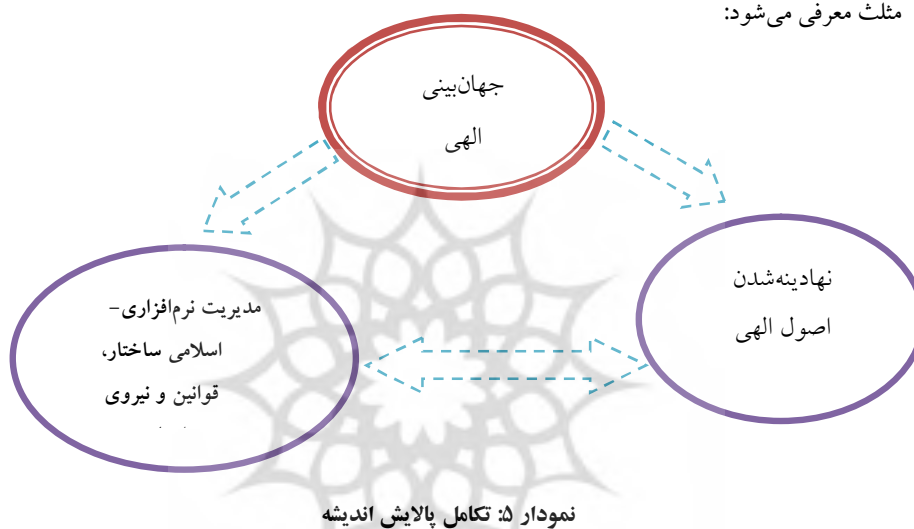 مثلث معرفی می‌شود:
جهان‌بینی
الهی
نهادینه‌شدن
اصول الهی
مدیریت نرم‌افزاری-
اسلامی ساختار،
قوانین و نیروی
نمودار ۵: تکامل پالایش اندیشه